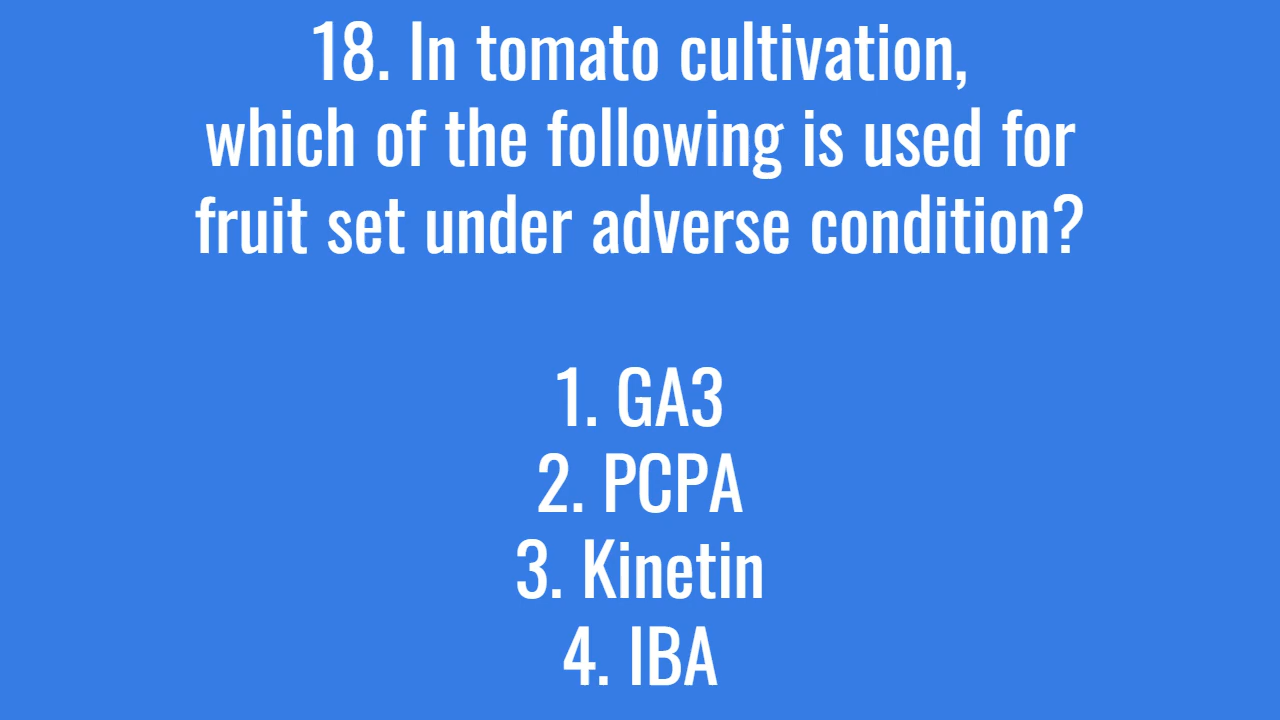 18. In tomato cultivation,
which of the following is used for
fruit set under adverse condition?
1. GA3
2. PCPA
3. Kinetin
4. IBA